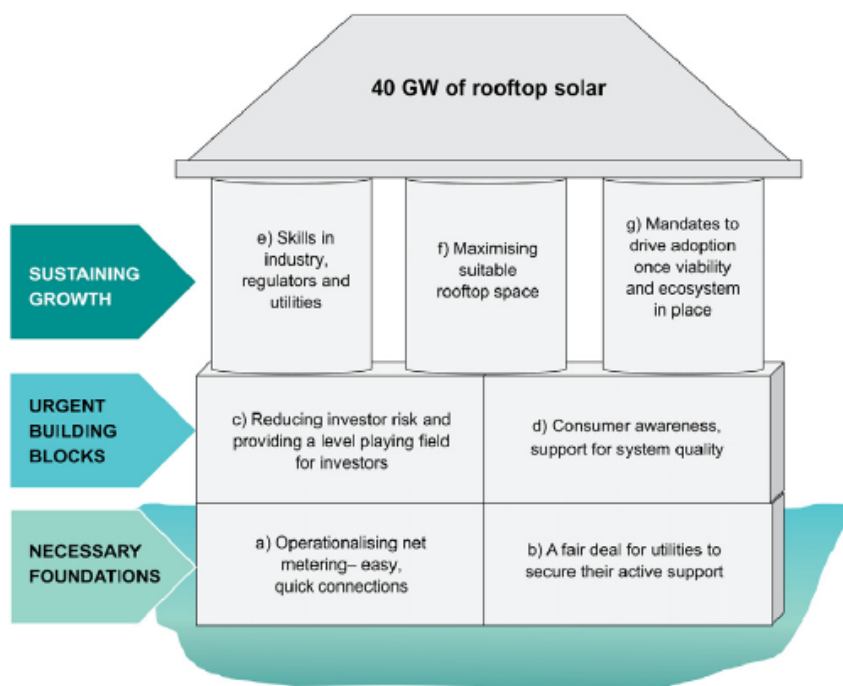 40 GW of rooftop solar
SUSTAINING
GROWTH
e) Skills in
industry,
regulators and
utilities
f) Maximising
suitable
rooftop space
g) Mandates to
drive adoption
once viability
and ecosystem
in place
URGENT
BUILDING
BLOCKS
c) Reducing investor risk and
providing a level playing field
for investors
d) Consumer awareness,
support for system quality
NECESSARY
FOUNDATIONS
a) Operationalising net
metering– easy,
quick connections
b) A fair deal for utilities to
secure their active support